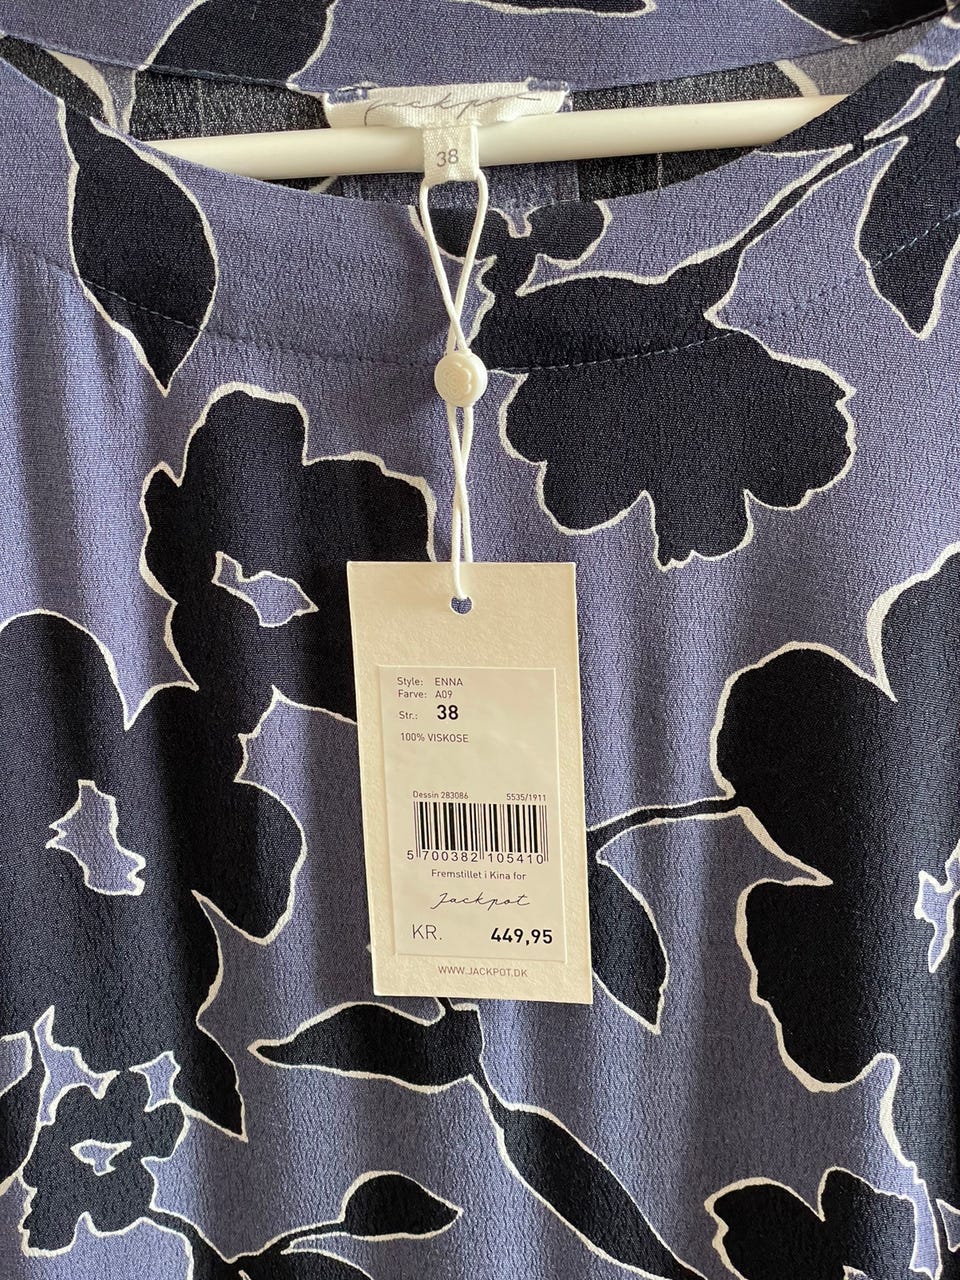 jackpot
38
Style: ENNA
Farve: A09
Str.: 38
100% VISKOSE
Dessin 283086 5535/1911
5 700382 105410
Fremstillet i Kina for
Jackpot
KR. 449,95
WWW.JACKPOT.DK